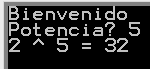 Bienvenido
Potencia? 5
2 ^ 5 = 32